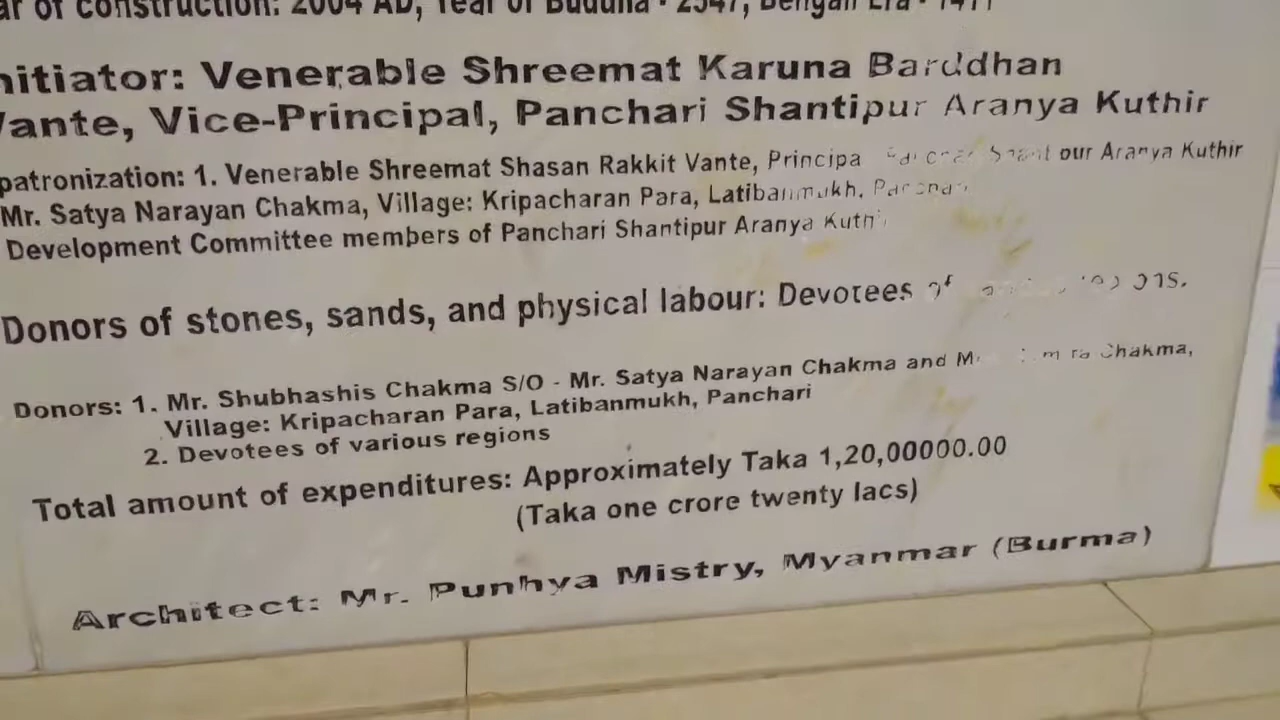 of construction: 2004 AD, Year of Buddha - 2547, Bengali Era - 1411
nitiator: Venerable Shreemat Karuna Barddhan
Vante, Vice-Principal, Panchari Shantipur Aranya Kuthir
patronization: 1. Venerable Shreemat Shasan Rakkit Vante, Aranya Kuthir
Mr. Satya Narayan Chakma, Village: Kripacharan Para, Latibanmukh,
Development Committee members of Panchari Shantipur Aranya
Donors of stones, sands, and physical labour: Devotees of
Donors: 1. Mr. Shubhashis Chakma S/O - Mr. Satya Narayan Chakma and Chakma,
Village: Kripacharan Para, Latibanmukh, Panchari
2. Devotees of various regions
Total amount of expenditures: Approximately Taka 1,20,00000.00
(Taka one crore twenty lacs)
Architect: Mr. Punhya Mistry, Myanmar (Burma)